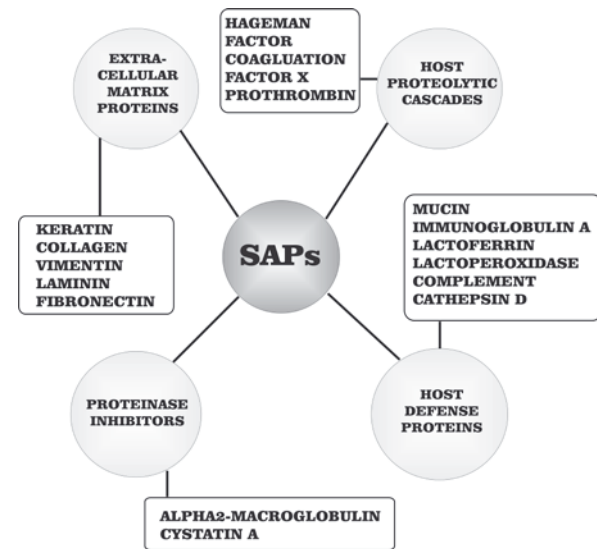 EXTRA-
CELLULAR
MATRIX
PROTEINS
HAGEMAN
FACTOR
COAGLUATION
FACTOR X
PROTHROMBIN
HOST
PROTEOLYTIC
CASCADES
KERATIN
COLLAGEN
VIMENTIN
LAMININ
FIBRONECTIN
SAPs
MUCIN
IMMUNOGLOBULIN A
LACTOFERRIN
LACTOPEROXIDASE
COMPLEMENT
CATHEPSIN D
PROTEINASE
INHIBITORS
HOST
DEFENSE
PROTEINS
ALPHA2-MACROGLOBULIN
CYSTATIN A